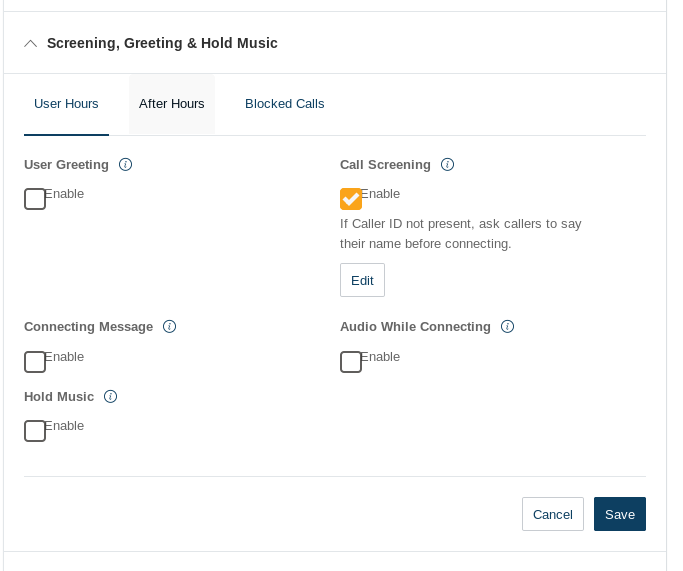 Screening, Greeting & Hold Music
User Hours
After Hours
Blocked Calls
User Greeting
Enable
Call Screening
Enable
If Caller ID not present, ask callers to say
their name before connecting.
Edit
Connecting Message
Enable
Audio While Connecting
Enable
Hold Music
Enable
Cancel
Save